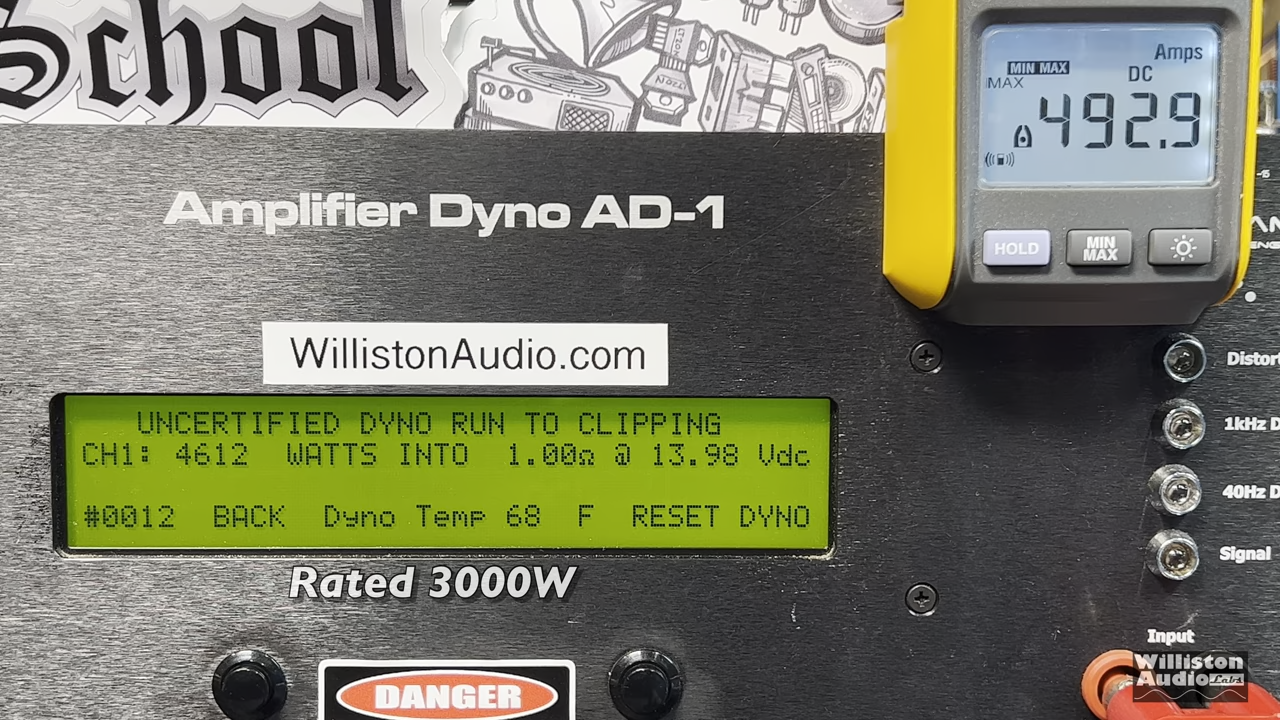 School
Amps
MIN MAX
MAX
DC
492.9
HOLD
MIN
MAX
Amplifier Dyno AD-1
WillistonAudio.com
UNCERTIFIED DYNO RUN TO CLIPPING
CH1: 4612 WATTS INTO 1.00Ω @ 13.98 Vdc
#0012 BACK Dyno Temp 68 F RESET DYNO
Rated 3000W
Distor
1kHz D
40Hz D
Signal
Input
DANGER
Williston
Audio Labs